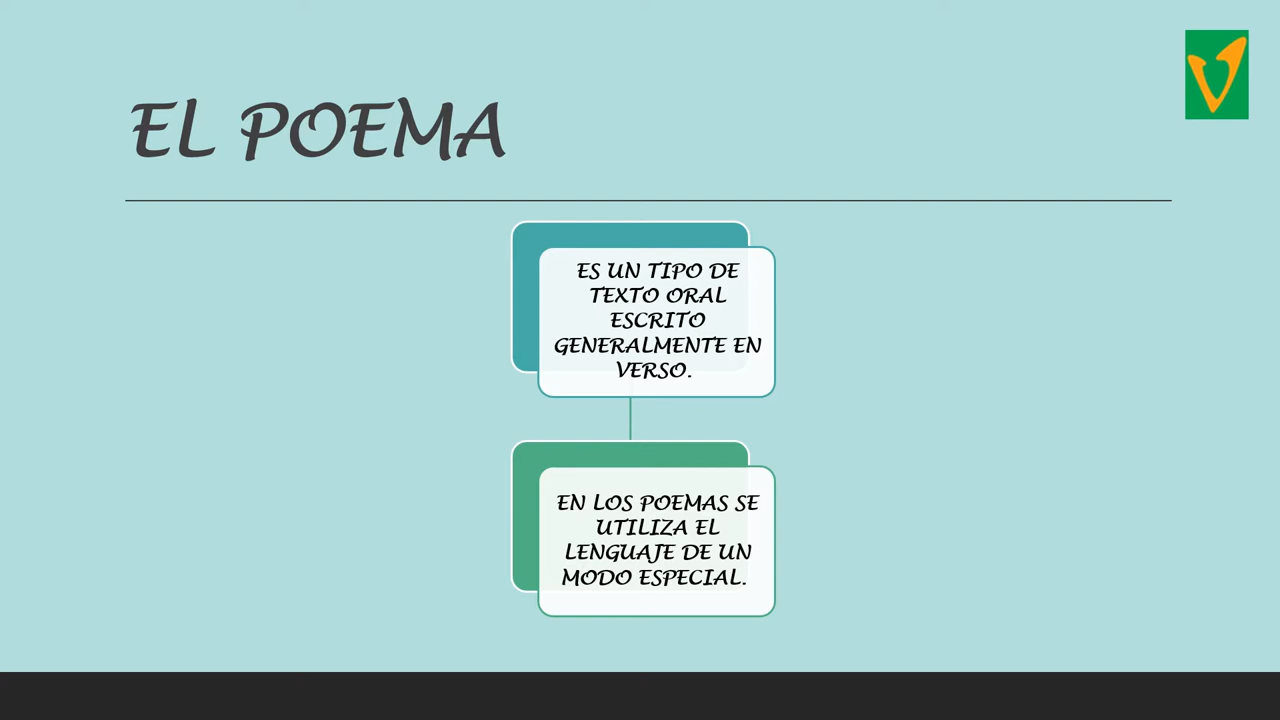 EL POEMA
ES UN TIPO DE
TEXTO ORAL
ESCRITO
GENERALMENTE EN
VERSO.
EN LOS POEMAS SE
UTILIZA EL
LENGUAJE DE UN
MODO ESPECIAL.